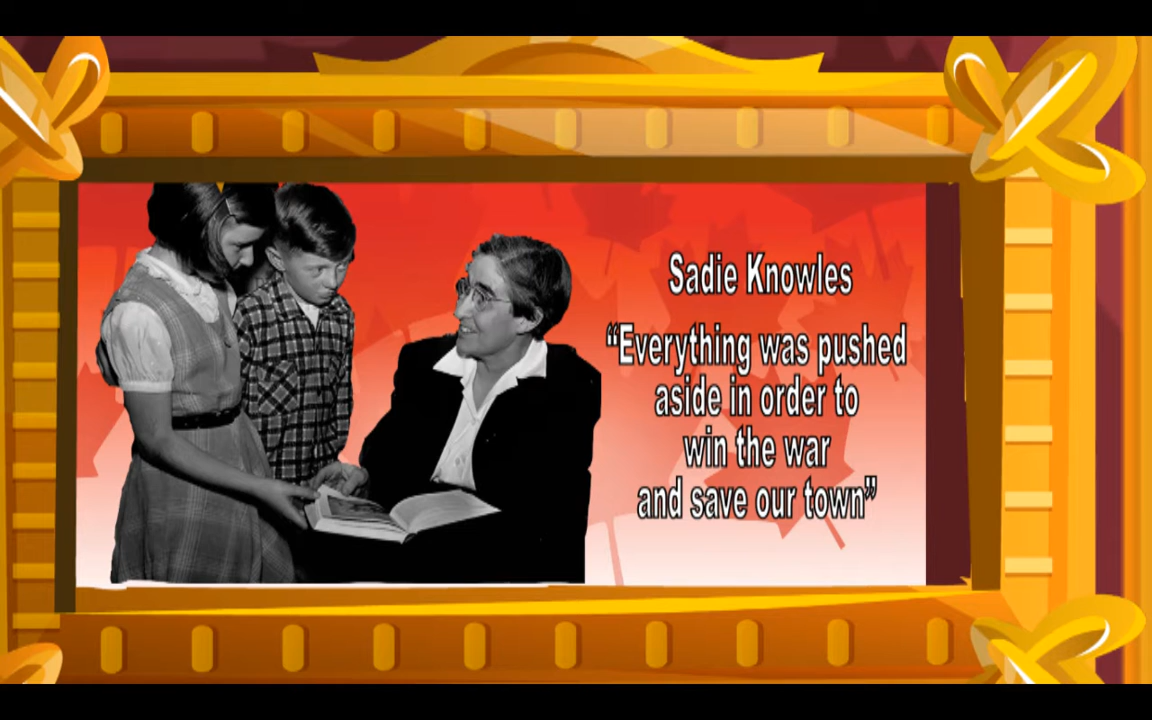 Sadie Knowles
“Everything was pushed
aside in order to
win the war
and save our town”